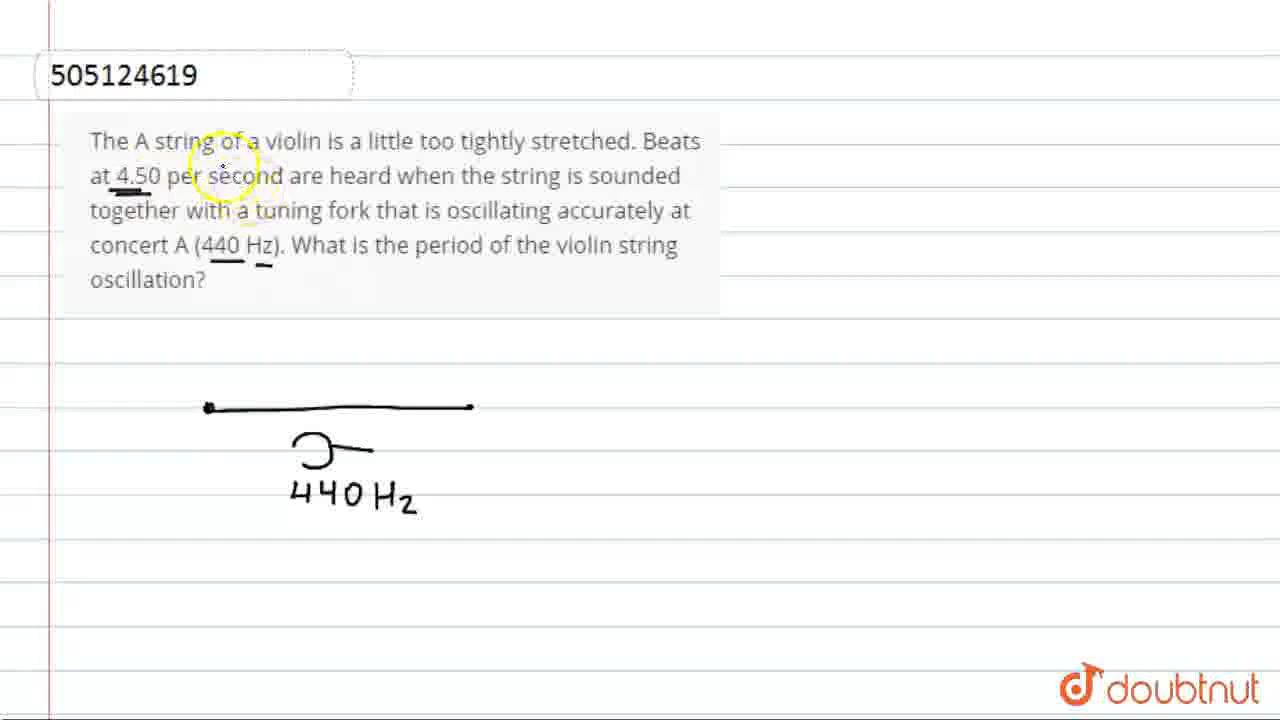 505124619
The A string of a violin is a little too tightly stretched. Beats
at 4.50 per second are heard when the string is sounded
together with a tuning fork that is oscillating accurately at
concert A (440 Hz). What is the period of the violin string
oscillation?
440 Hz
doubtnut